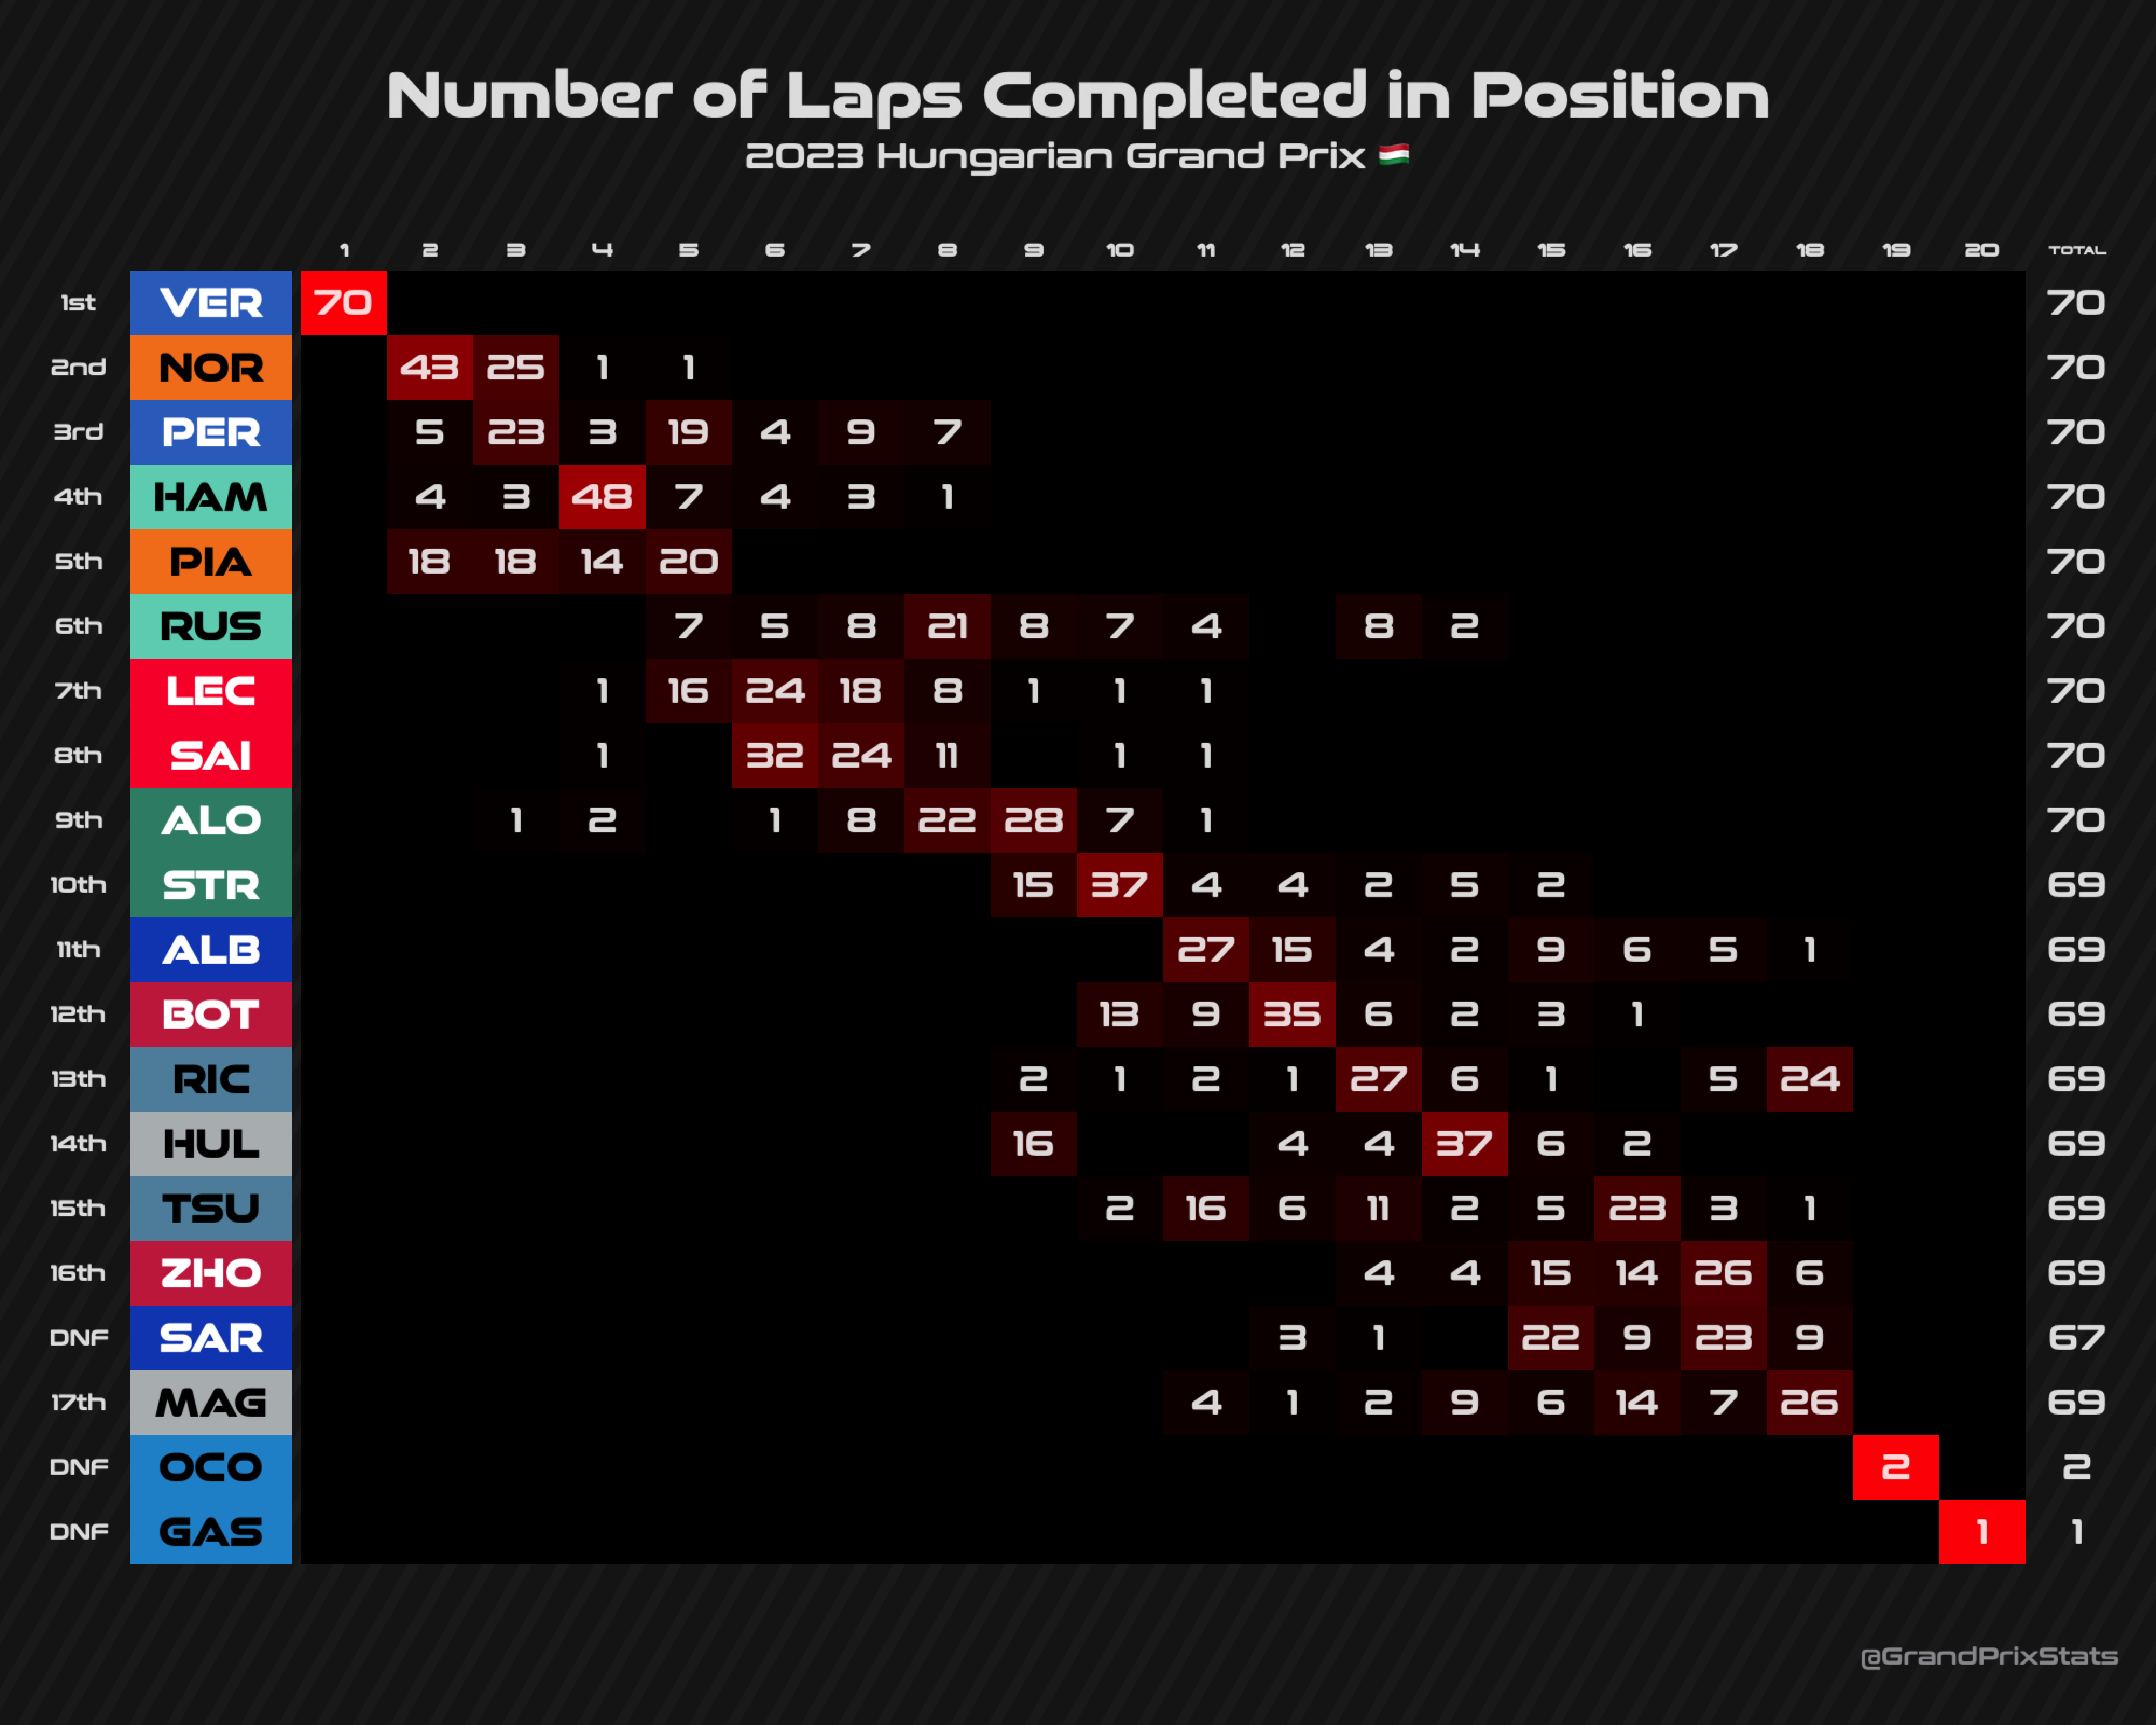 Number of Laps Completed in Position
2023 Hungarian Grand Prix
1 2 3 4 5 6 7 8 9 10 11 12 13 14 15 16 17 18 19 20 TOTAL
1st VER 70 70
2nd NOR 43 25 1 1 70
3rd PER 5 23 3 19 4 9 7 70
4th HAM 4 3 48 7 4 3 1 70
5th PIA 18 18 14 20 70
6th RUS 7 5 8 21 8 7 4 8 2 70
7th LEC 1 16 24 18 8 1 1 1 70
8th SAI 1 32 24 11 1 1 70
9th ALO 1 2 1 8 22 28 7 1 70
10th STR 15 37 4 4 2 5 2 69
11th ALB 27 15 4 2 9 6 5 1 69
12th BOT 13 9 35 6 2 3 1 69
13th RIC 2 1 2 1 27 6 1 5 24 69
14th HUL 16 4 4 37 6 2 69
15th TSU 2 16 6 11 2 5 23 3 1 69
16th ZHO 4 4 15 14 26 6 69
DNF SAR 3 1 22 9 23 9 67
17th MAG 4 1 2 9 6 14 7 26 69
DNF OCO 2 2
DNF GAS 1 1
@GrandPrixStats